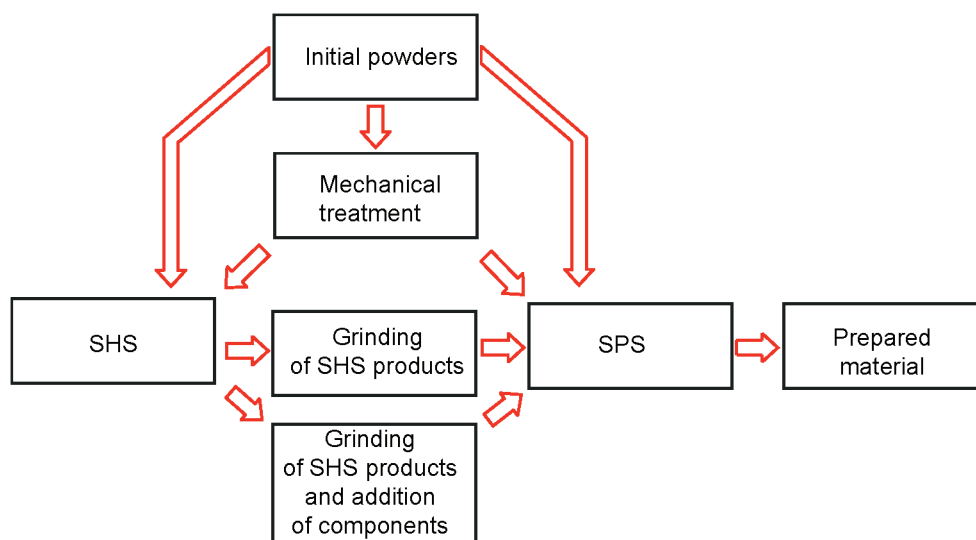 Initial powders
Mechanical
treatment
SHS
Grinding
of SHS products
SPS
Prepared
material
Grinding
of SHS products
and addition
of components